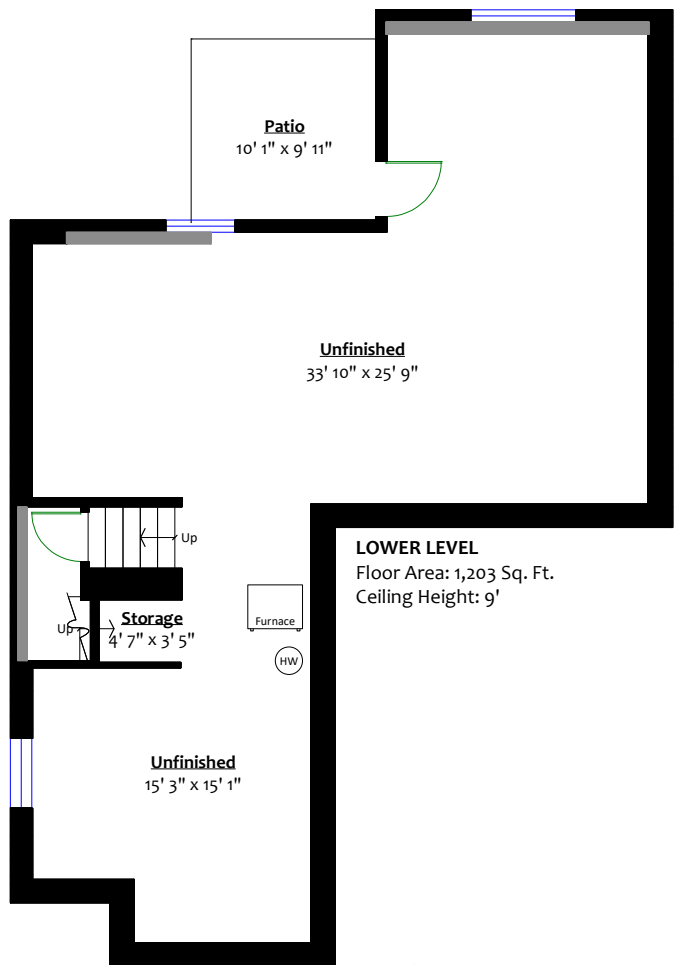 Patio
10' 1" x 9' 11"
Unfinished
33' 10" x 25' 9"
Up
LOWER LEVEL
Floor Area: 1,203 Sq. Ft.
Ceiling Height: 9'
Furnace
Storage
Up
4' 7" x 3' 5"
HW
Unfinished
15' 3" x 15' 1"